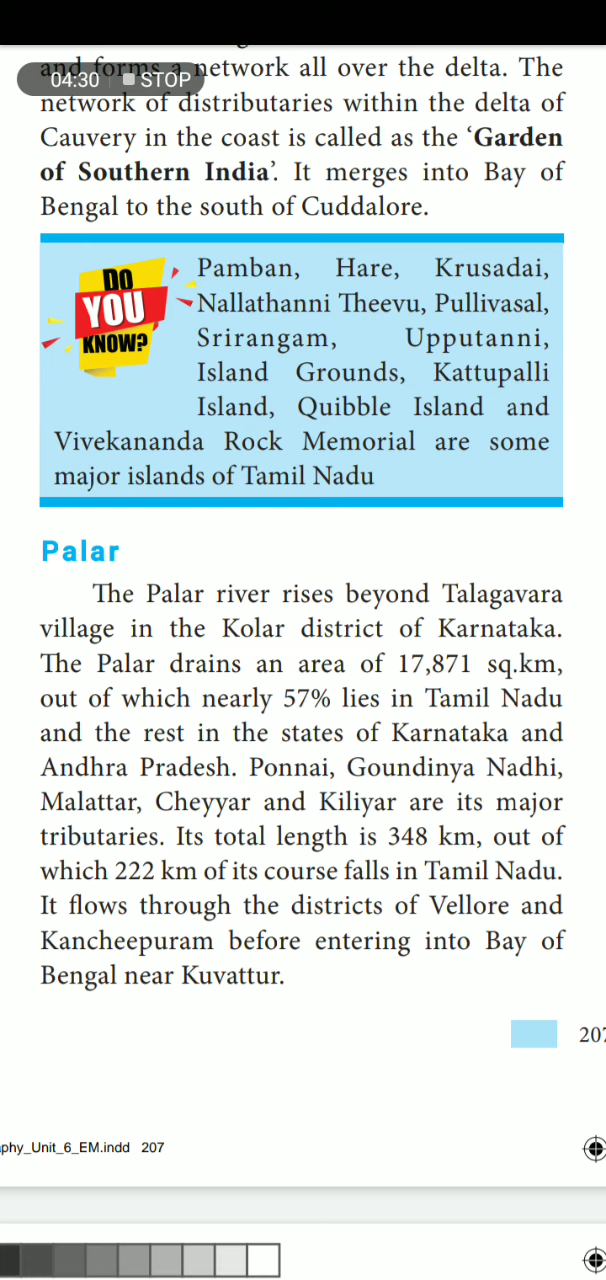 and forms a network all over the delta. The
04:30 STOP
network of distributaries within the delta of
Cauvery in the coast is called as the ‘Garden
of Southern India’. It merges into Bay of
Bengal to the south of Cuddalore.
DO
YOU
KNOW?
Pamban, Hare, Krusadai,
Nallathanni Theevu, Pullivasal,
Srirangam, Upputanni,
Island Grounds, Kattupalli
Island, Quibble Island and
Vivekananda Rock Memorial are some
major islands of Tamil Nadu
Palar
The Palar river rises beyond Talagavara
village in the Kolar district of Karnataka.
The Palar drains an area of 17,871 sq.km,
out of which nearly 57% lies in Tamil Nadu
and the rest in the states of Karnataka and
Andhra Pradesh. Ponnai, Goundinya Nadhi,
Malattar, Cheyyar and Kiliyar are its major
tributaries. Its total length is 348 km, out of
which 222 km of its course falls in Tamil Nadu.
It flows through the districts of Vellore and
Kancheepuram before entering into Bay of
Bengal near Kuvattur.
207
phy_Unit_6_EM.indd 207